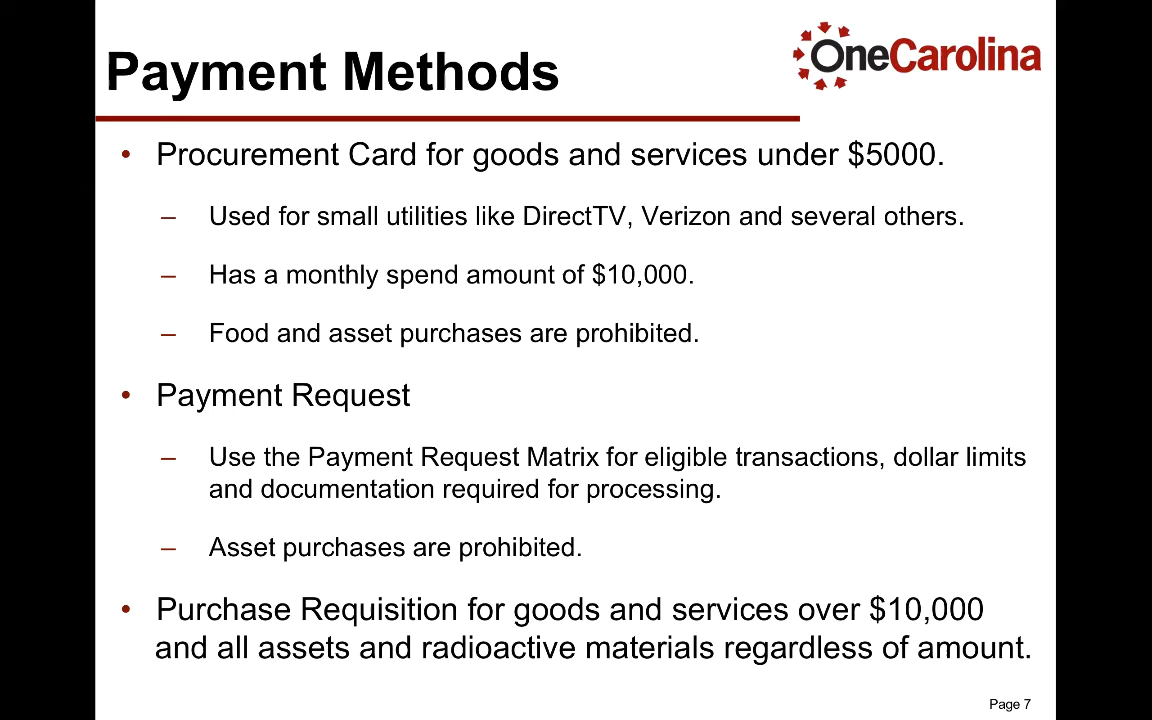 Payment Methods
OneCarolina
• Procurement Card for goods and services under $5000.
– Used for small utilities like DirectTV, Verizon and several others.
– Has a monthly spend amount of $10,000.
– Food and asset purchases are prohibited.
• Payment Request
– Use the Payment Request Matrix for eligible transactions, dollar limits
and documentation required for processing.
– Asset purchases are prohibited.
• Purchase Requisition for goods and services over $10,000
and all assets and radioactive materials regardless of amount.
Page 7